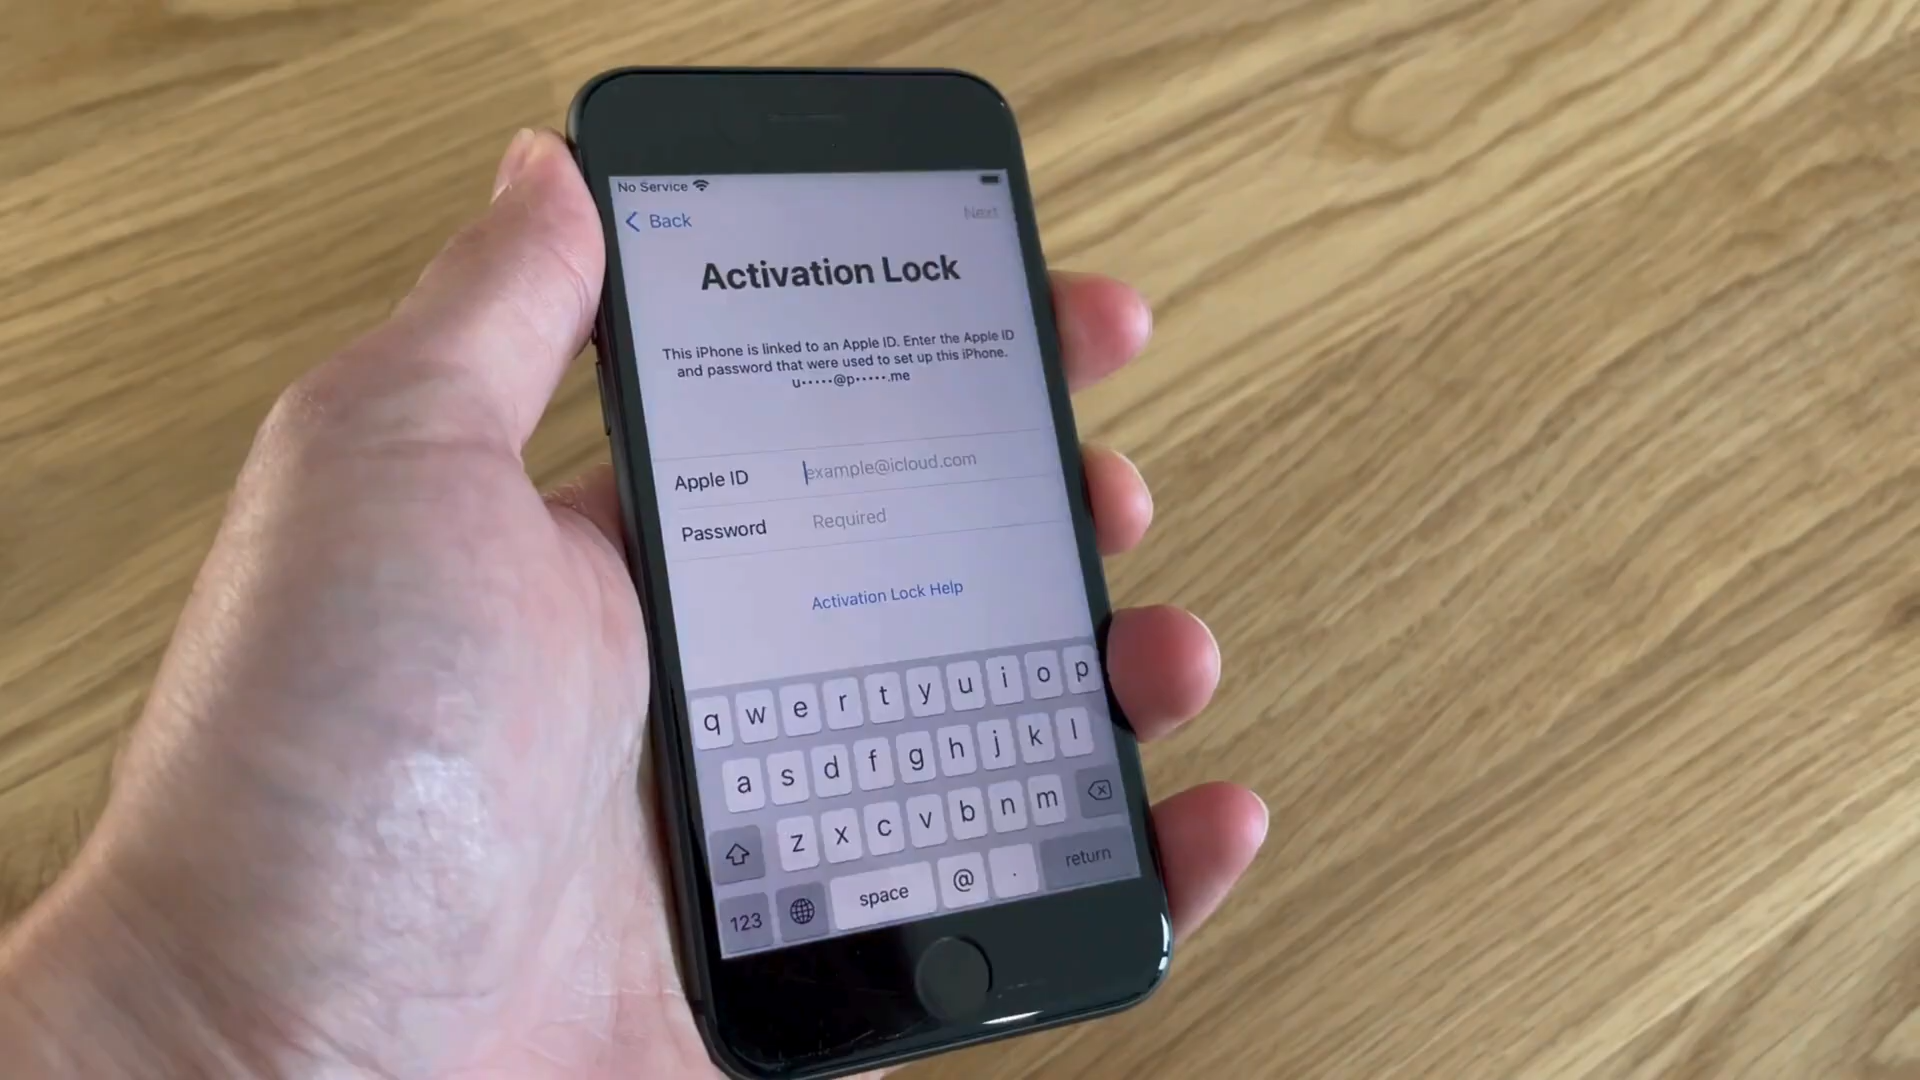 No Service
Back
Next
Activation Lock
This iPhone is linked to an Apple ID. Enter the Apple ID
and password that were used to set up this iPhone.
u•••••@p•••••.me
Apple ID
example@icloud.com
Password
Required
Activation Lock Help
q w e r t y u i o p
a s d f g h j k l
z x c v b n m
123 space @ . return